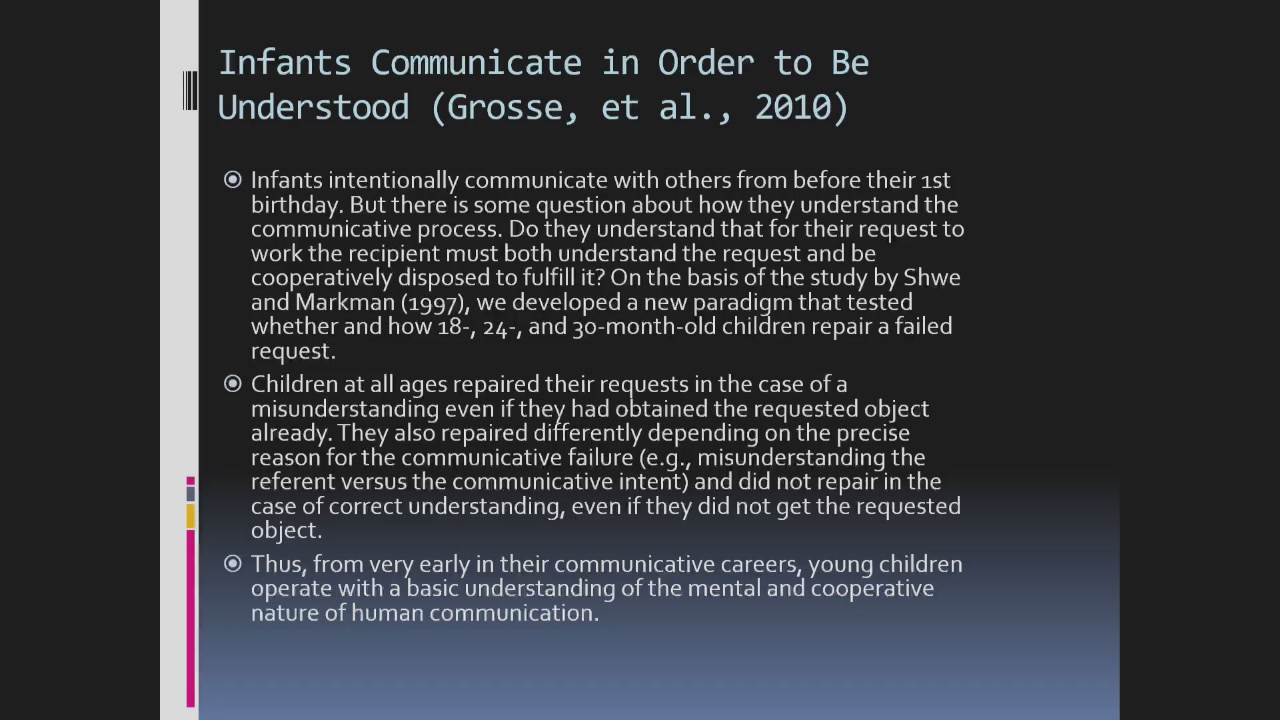 Infants Communicate in Order to Be
Understood (Grosse, et al., 2010)
Infants intentionally communicate with others from before their 1st
birthday. But there is some question about how they understand the
communicative process. Do they understand that for their request to
work the recipient must both understand the request and be
cooperatively disposed to fulfill it? On the basis of the study by Shwe
and Markman (1997), we developed a new paradigm that tested
whether and how 18-, 24-, and 30-month-old children repair a failed
request.
Children at all ages repaired their requests in the case of a
misunderstanding even if they had obtained the requested object
already. They also repaired differently depending on the precise
reason for the communicative failure (e.g., misunderstanding the
referent versus the communicative intent) and did not repair in the
case of correct understanding, even if they did not get the requested
object.
Thus, from very early in their communicative careers, young children
operate with a basic understanding of the mental and cooperative
nature of human communication.